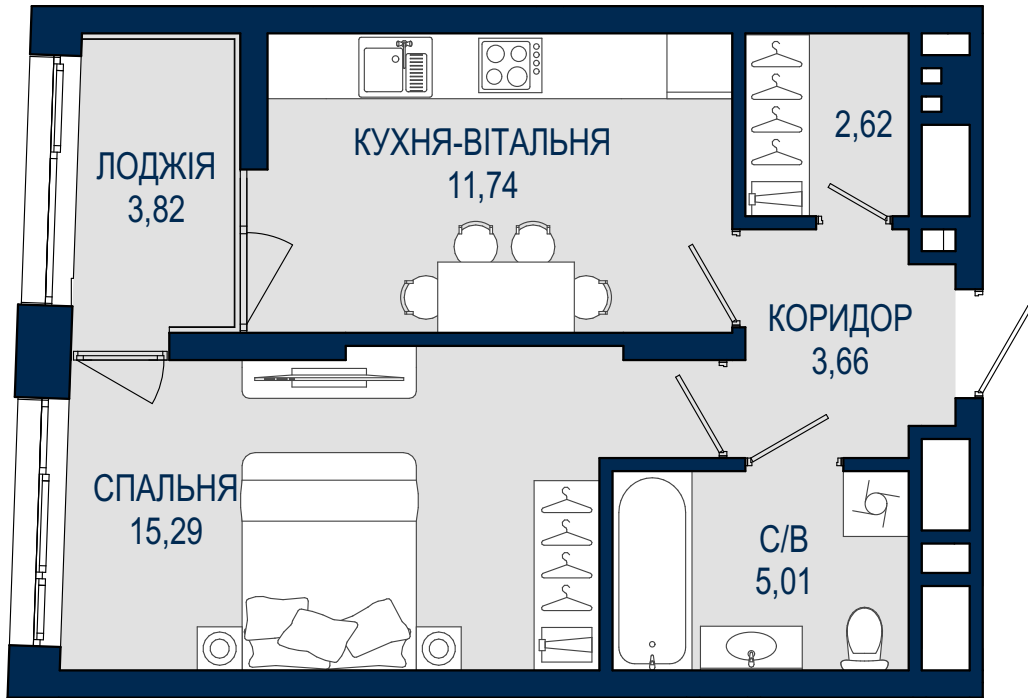 ЛОДЖІЯ
3,82
КУХНЯ-ВІТАЛЬНЯ
11,74
2,62
КОРИДОР
3,66
СПАЛЬНЯ
15,29
С/В
5,01